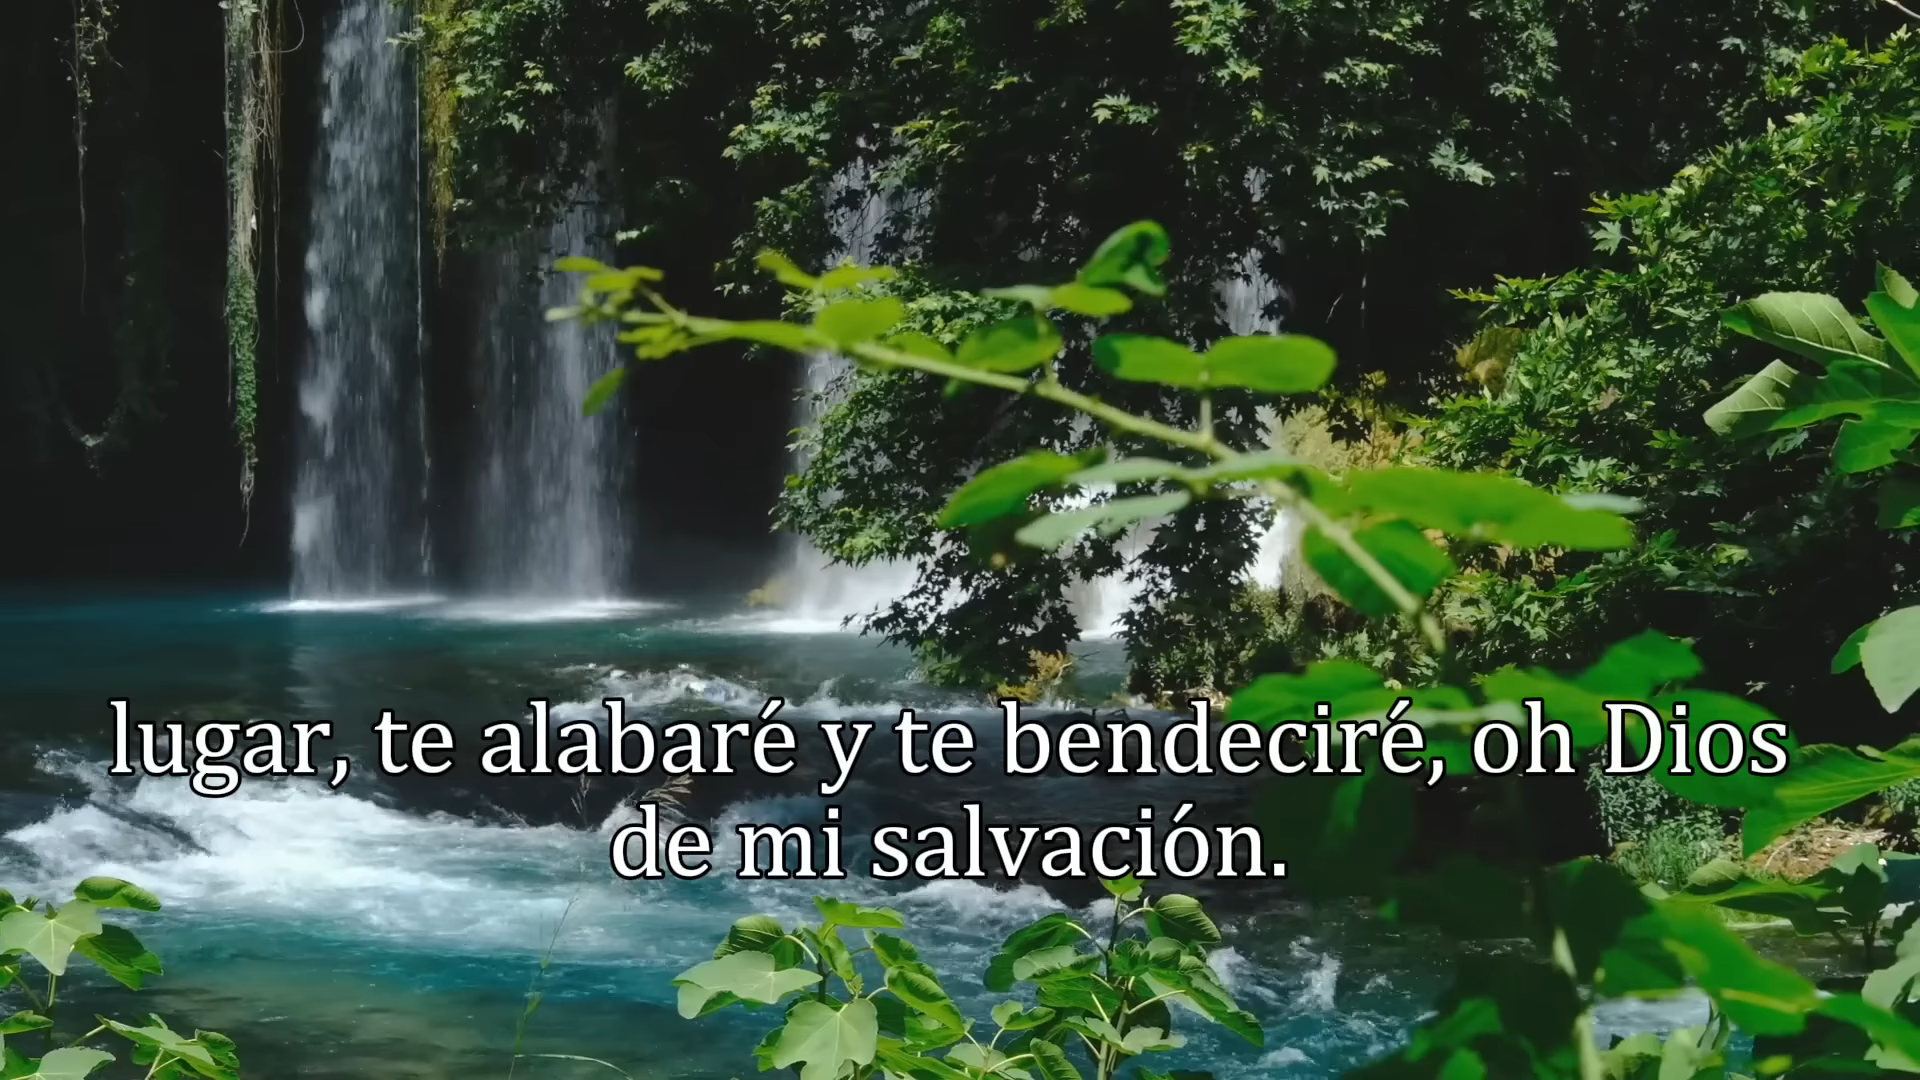 lugar, te alabaré y te bendeciré, oh Dios
de mi salvación.